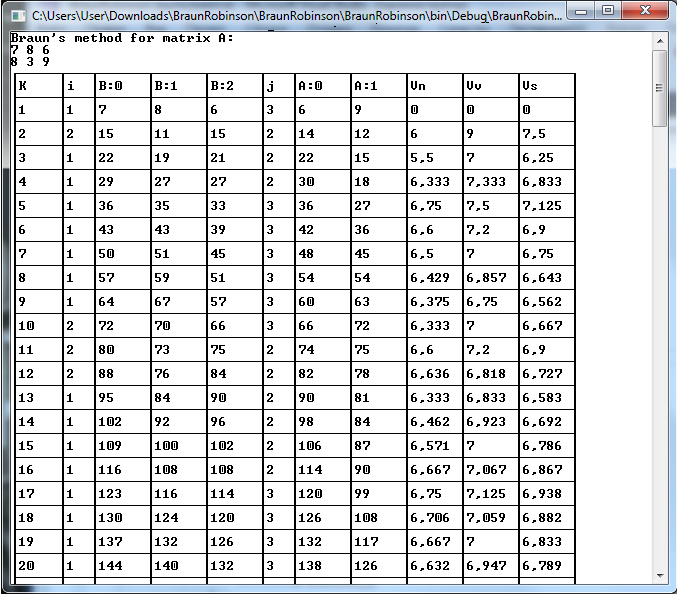 C:\Users\User\Downloads\BraunRobinson\BraunRobinson\BraunRobinson\bin\Debug\BraunRobin...
Braun's method for matrix A:
7 8 6
8 3 9
K i B:0 B:1 B:2 j A:0 A:1 Vn Vv Vs
1 1 7 8 6 3 6 9 0 0 0
2 2 15 11 15 2 14 12 6 9 7,5
3 1 22 19 21 2 22 15 5,5 7 6,25
4 1 29 27 27 2 30 18 6,333 7,333 6,833
5 1 36 35 33 3 36 27 6,75 7,5 7,125
6 1 43 43 39 3 42 36 6,6 7,2 6,9
7 1 50 51 45 3 48 45 6,5 7 6,75
8 1 57 59 51 3 54 54 6,429 6,857 6,643
9 1 64 67 57 3 60 63 6,375 6,75 6,562
10 2 72 70 66 3 66 72 6,333 7 6,667
11 2 80 73 75 2 74 75 6,6 7,2 6,9
12 2 88 76 84 2 82 78 6,636 6,818 6,727
13 1 95 84 90 2 90 81 6,333 6,833 6,583
14 1 102 92 96 2 98 84 6,462 6,923 6,692
15 1 109 100 102 2 106 87 6,571 7 6,786
16 1 116 108 108 2 114 90 6,667 7,067 6,867
17 1 123 116 114 3 120 99 6,75 7,125 6,938
18 1 130 124 120 3 126 108 6,706 7,059 6,882
19 1 137 132 126 3 132 117 6,667 7 6,833
20 1 144 140 132 3 138 126 6,632 6,947 6,789